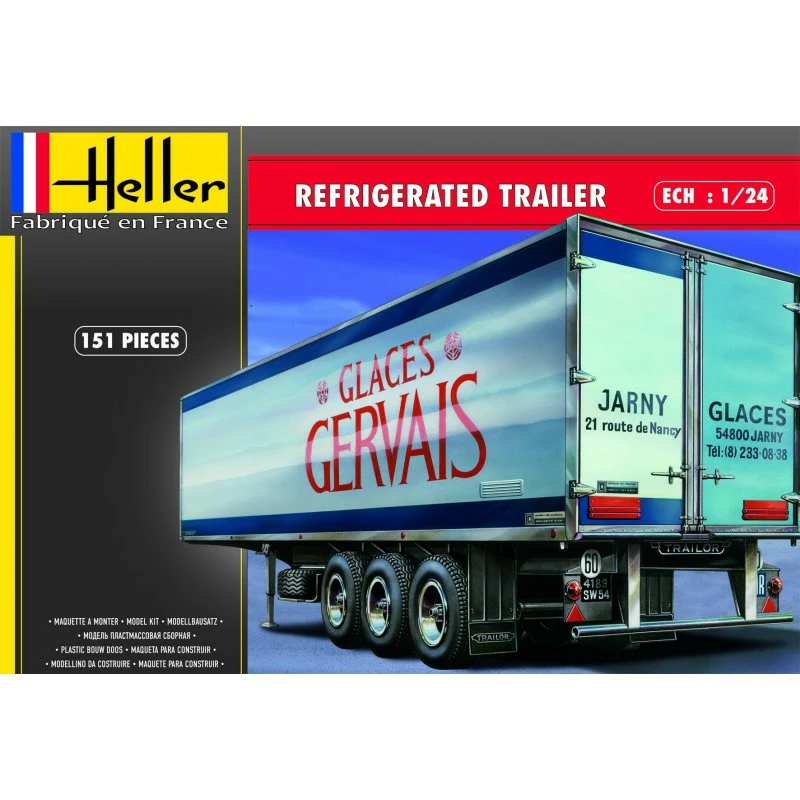 Heller
Fabriqué en France
REFRIGERATED TRAILER
ECH : 1/24
151 PIECES
GLACES
GERVAIS
JARNY
21 route de Nancy
GLACES
54800 JARNY
Tél:(8) 233-08-38
TRAILOR
60
4189
SW54
R
TRAILOR
• MAQUETTE A MONTER • MODEL KIT • MODELLBAUSATZ •
• МОДЕЛЬ ПЛАСТМАССОВАЯ СБОРНАЯ •
• PLASTIC BOUW DOOS • MAQUETA PARA CONSTRUIR •
• MODELLINO DA COSTRUIRE • MAQUETE PARA CONSTRUIR •